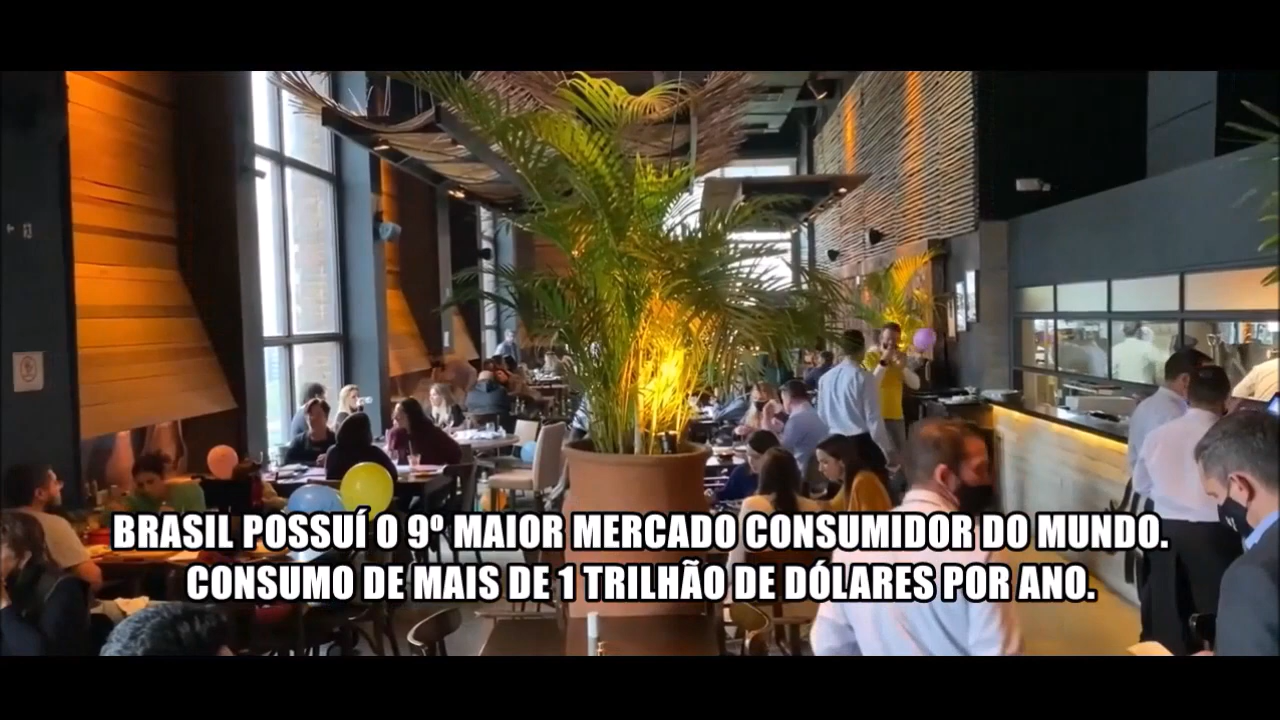 BRASIL POSSUÍ O 9º MAIOR MERCADO CONSUMIDOR DO MUNDO.
CONSUMO DE MAIS DE 1 TRILHÃO DE DÓLARES POR ANO.